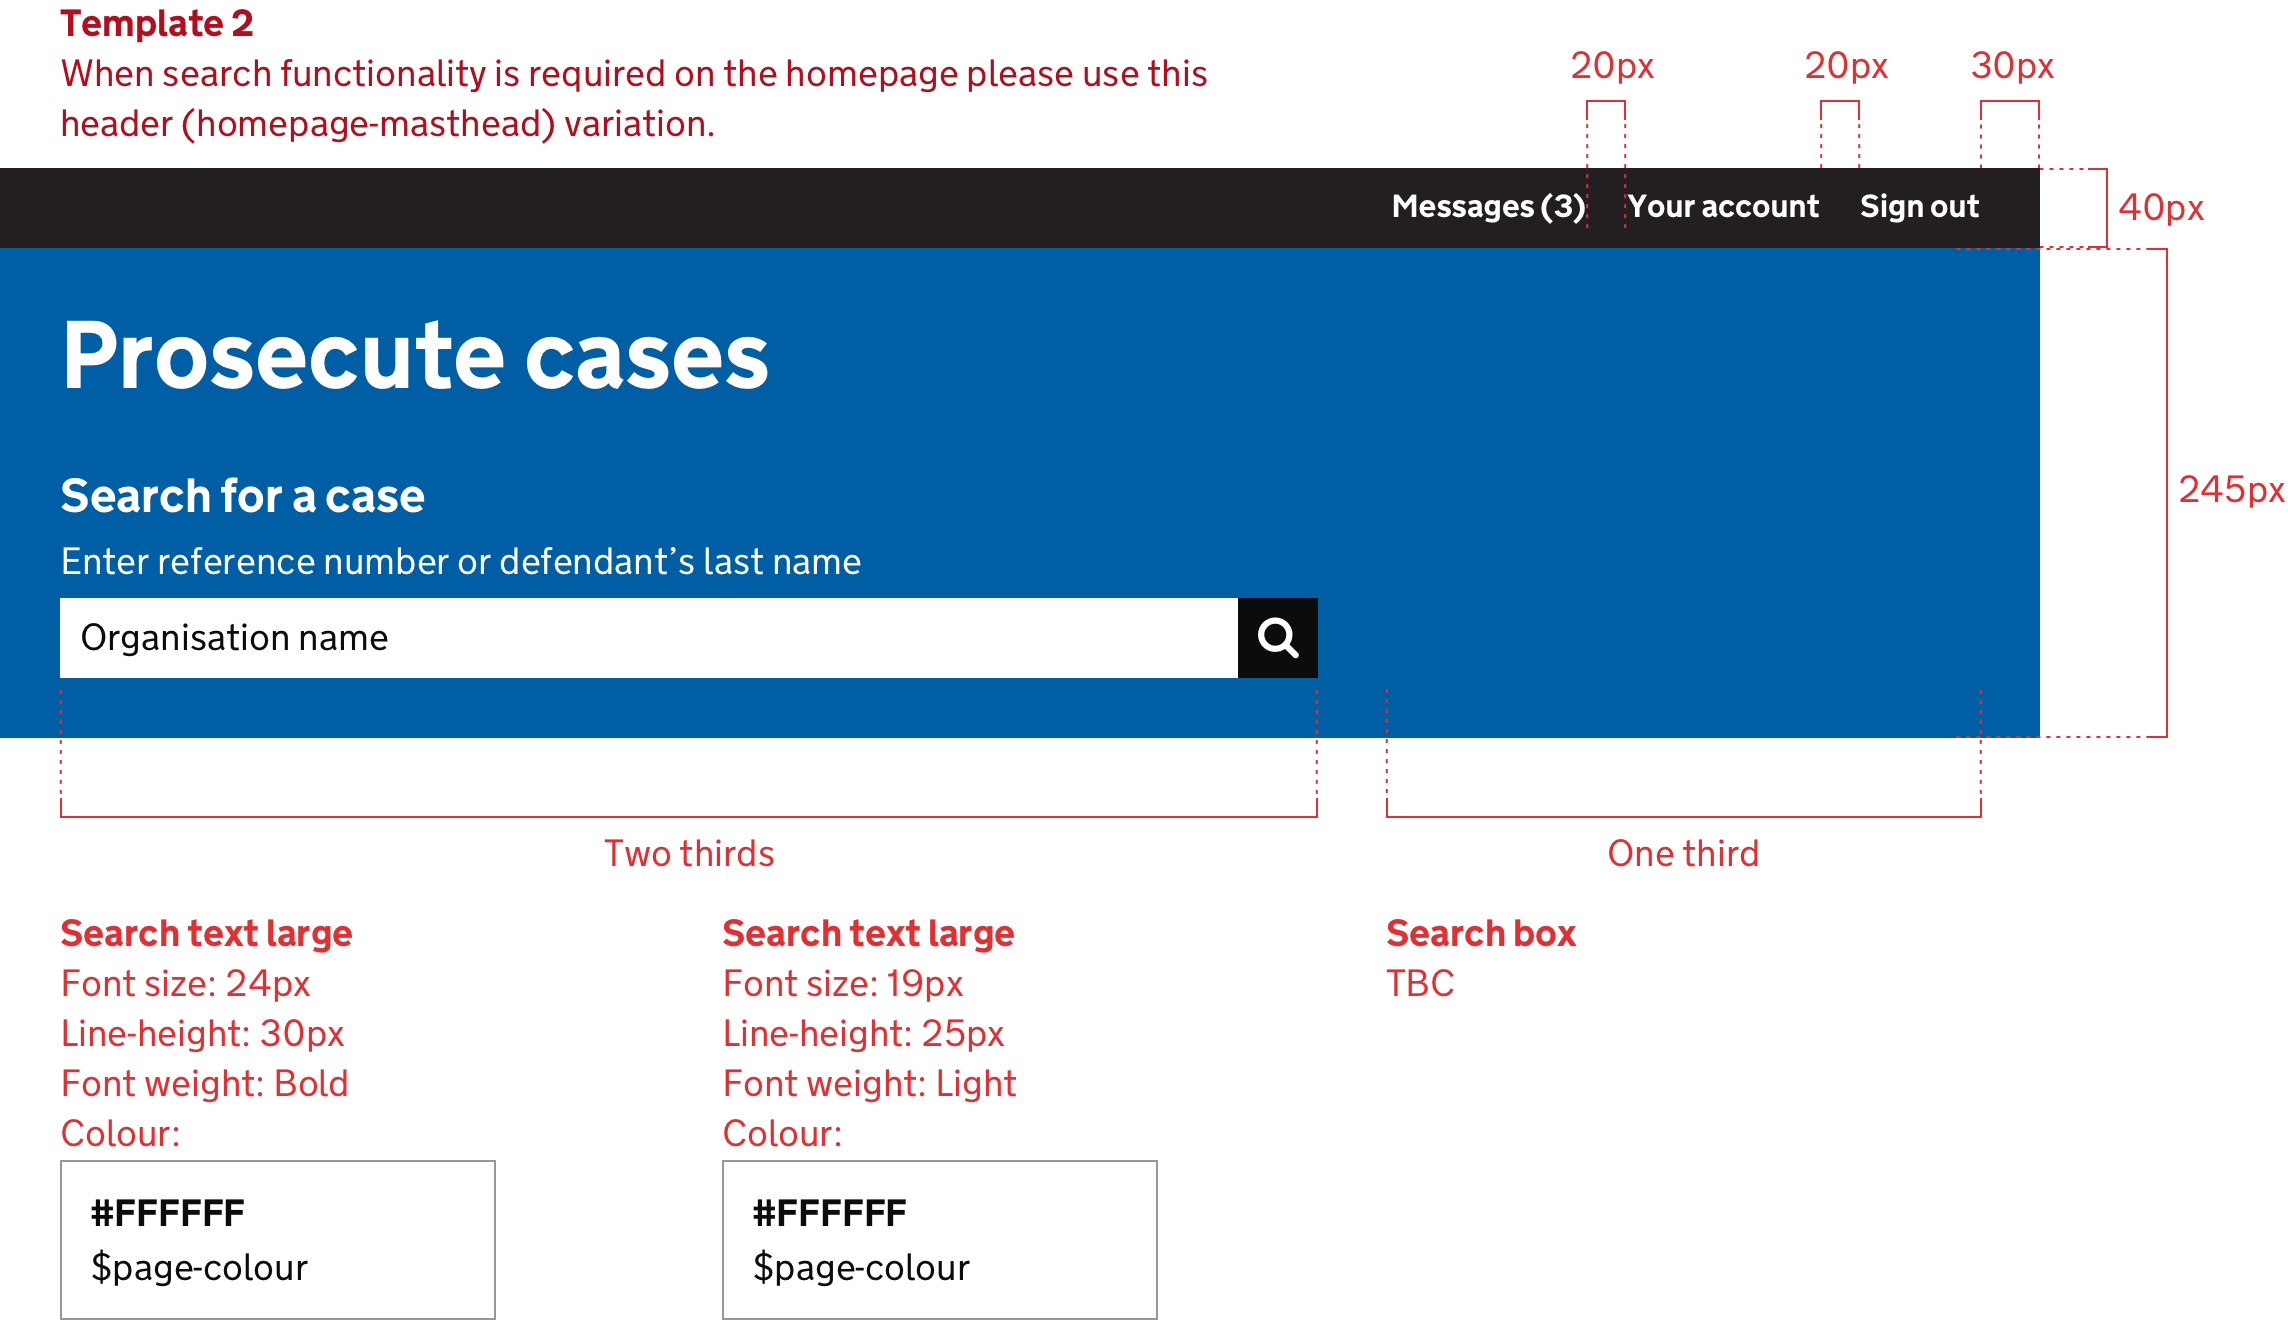 Template 2
When search functionality is required on the homepage please use this
header (homepage-masthead) variation.
20px
20px
30px
Messages (3)
Your account
Sign out
40px
Prosecute cases
245px
Search for a case
Enter reference number or defendant’s last name
Organisation name
Two thirds
One third
Search text large
Font size: 24px
Line-height: 30px
Font weight: Bold
Colour:
#FFFFFF
$page-colour
Search text large
Font size: 19px
Line-height: 25px
Font weight: Light
Colour:
#FFFFFF
$page-colour
Search box
TBC